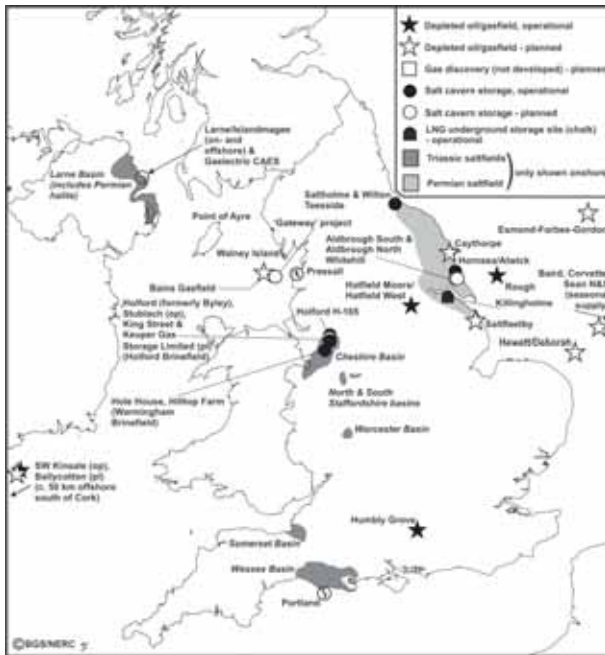 Depleted oil/gasfield, operational
Depleted oil/gasfield - planned
Gas discovery (not developed) - planned
Salt cavern storage, operational
Salt cavern storage - planned
LNG underground storage site (chalk)
- operational
Triassic saltfields
Permian saltfield
only shown onshore
Larne/Islandmagee
(on- and
offshore) &
Gaelectric CAES
Larne Basin
(includes Permian
halite)
Point of Ayre
'Gateway' project
Walney Island
Preesall
Bains Gasfield
Saltholme & Wilton
Teesside
Aldbrough South &
Aldbrough North
Whitehill
Caythorpe
Hornsea/Atwick
Esmond-Forbes-Gordon
Rough
Baird, Corvette
Sean N&S
(seasonal
supply)
Hatfield Moors/
Hatfield West
Killingholme
Saltfleetby
Hewett/Deborah
Holford (formerly Byley),
Stublach (op),
King Street &
Keuper Gas
Storage Limited (pl)
(Holford Brinefield)
Holford H-165
Cheshire Basin
Hole House, Hilltop Farm
(Warmingham
Brinefield)
North & South
Staffordshire basins
Worcester Basin
SW Kinsale (op),
Ballycotton (pl)
(c. 50 km offshore
south of Cork)
Humbly Grove
Somerset Basin
Wessex Basin
Portland
©BGS/NERC